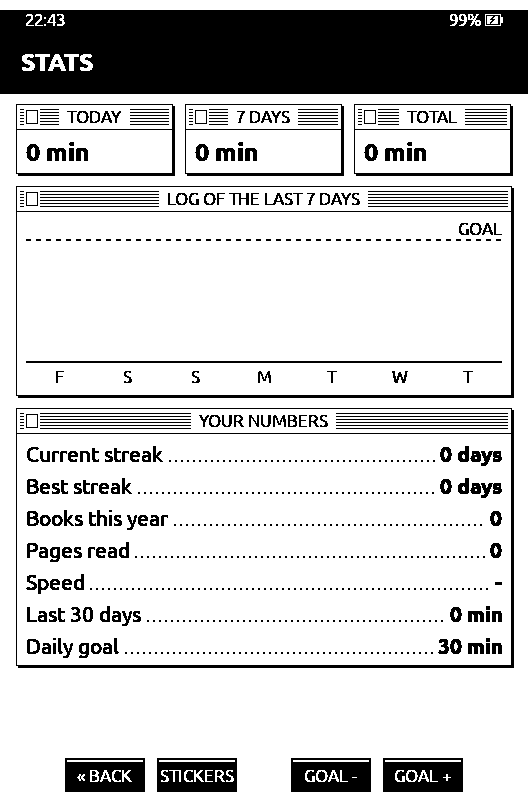 22:43 99%
STATS
TODAY 7 DAYS TOTAL
0 min 0 min 0 min
LOG OF THE LAST 7 DAYS
GOAL
F S S M T W T
YOUR NUMBERS
Current streak 0 days
Best streak 0 days
Books this year 0
Pages read 0
Speed -
Last 30 days 0 min
Daily goal 30 min
« BACK STICKERS GOAL - GOAL +